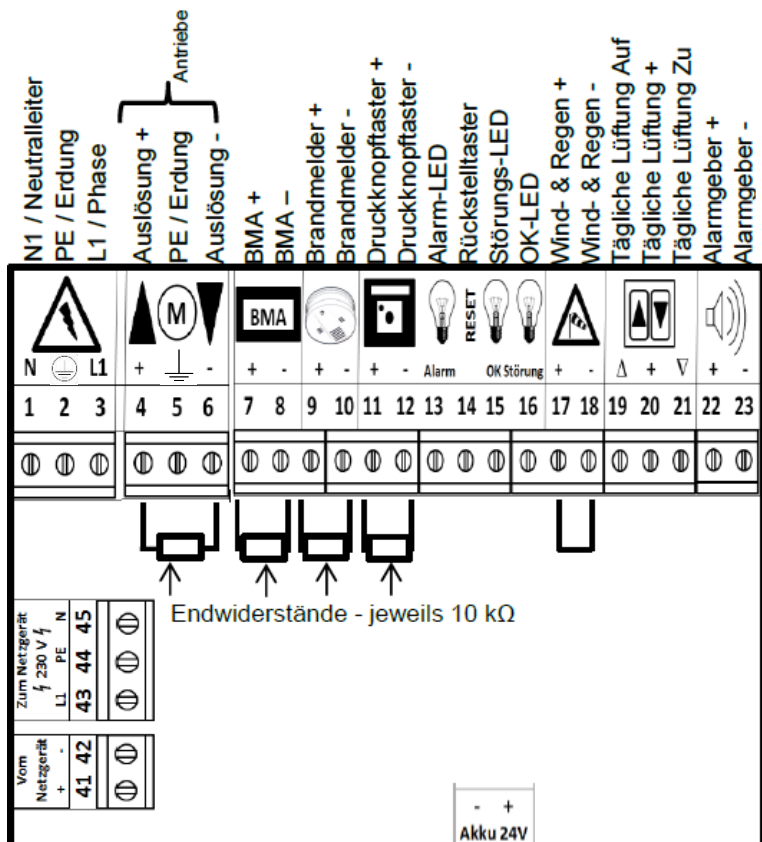 N1 / Neutralleiter
PE / Erdung
L1 / Phase
Antriebe
Auslösung +
PE / Erdung
Auslösung -
BMA +
BMA –
Brandmelder +
Brandmelder -
Druckknopftaster +
Druckknopftaster -
Alarm-LED
Rückstelltaster
Störungs-LED
OK-LED
Wind- & Regen +
Wind- & Regen -
Tägliche Lüftung Auf
Tägliche Lüftung +
Tägliche Lüftung Zu
Alarmgeber +
Alarmgeber -
M
BMA
RESET
N L1 + - + - + - + - Alarm OK Störung + - + + -
1 2 3 4 5 6 7 8 9 10 11 12 13 14 15 16 17 18 19 20 21 22 23
Endwiderstände - jeweils 10 kΩ
Zum Netzgerät
230 V
L1 PE N
43 44 45
Vom
Netzgerät
+ -
41 42
- +
Akku 24V